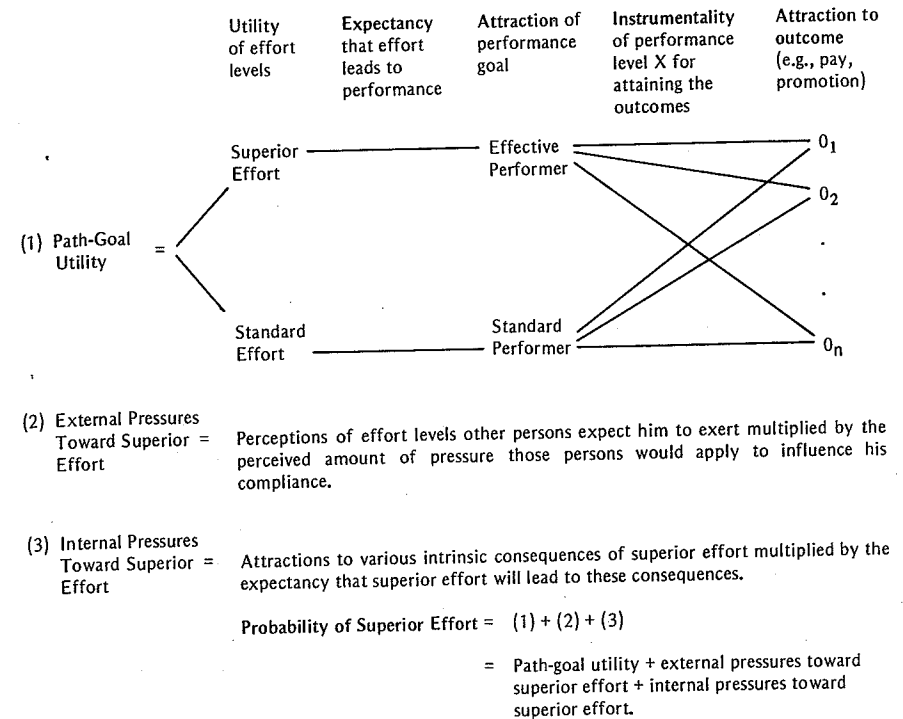 Utility
of effort
levels
Expectancy
that effort
leads to
performance
Attraction of
performance
goal
Instrumentality
of performance
level X for
attaining the
outcomes
Attraction to
outcome
(e.g., pay,
promotion)
Superior
Effort
Effective
Performer
01
02
(1) Path-Goal =
Utility
.
.
Standard
Effort
Standard
Performer
0n
(2) External Pressures
Toward Superior =
Effort
Perceptions of effort levels other persons expect him to exert multiplied by the
perceived amount of pressure those persons would apply to influence his
compliance.
(3) Internal Pressures
Toward Superior =
Effort
Attractions to various intrinsic consequences of superior effort multiplied by the
expectancy that superior effort will lead to these consequences.
Probability of Superior Effort = (1) + (2) + (3)
= Path-goal utility + external pressures toward
superior effort + internal pressures toward
superior effort.